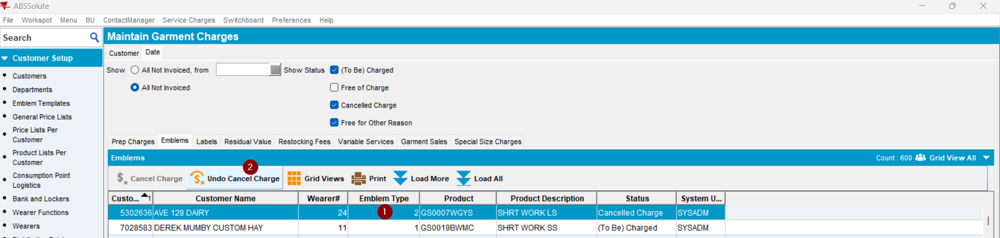 ABSSolute
File Workspot Menu BU ContactManager Service Charges Switchboard Preferences Help
Search
Maintain Garment Charges
Customer Date
Customer Setup
Show All Not Invoiced, from 16 Show Status (To Be) Charged
All Not Invoiced Free of Charge
Cancelled Charge
Free for Other Reason
Customers
Departments
Emblem Templates
General Price Lists
Price Lists Per
Customer
Product Lists Per
Customer
Consumption Point
Logistics
Bank and Lockers
Wearer Functions
Wearers
Prep Charges Emblems Labels Residual Value Restocking Fees Variable Services Garment Sales Special Size Charges
Emblems Count : 600 Grid View All
2
Cancel Charge Undo Cancel Charge Grid Views Print Load More Load All
Custo... 1 Customer Name Wearer# Emblem Type Product Product Description Status System U...
5302636 AVE 128 DAIRY 24 1 2 GS0007WGYS SHRT WORK LS Cancelled Charge SYSADM
7028583 DEREK MUMBY CUSTOM HAY 11 1 GS0019BWMC SHRT WORK SS (To Be) Charged SYSADM